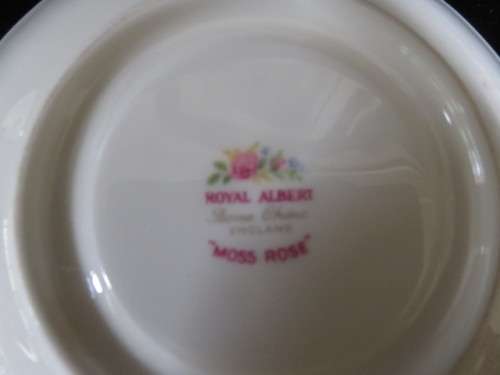 ROYAL ALBERT
Bone China
ENGLAND
"MOSS ROSE"